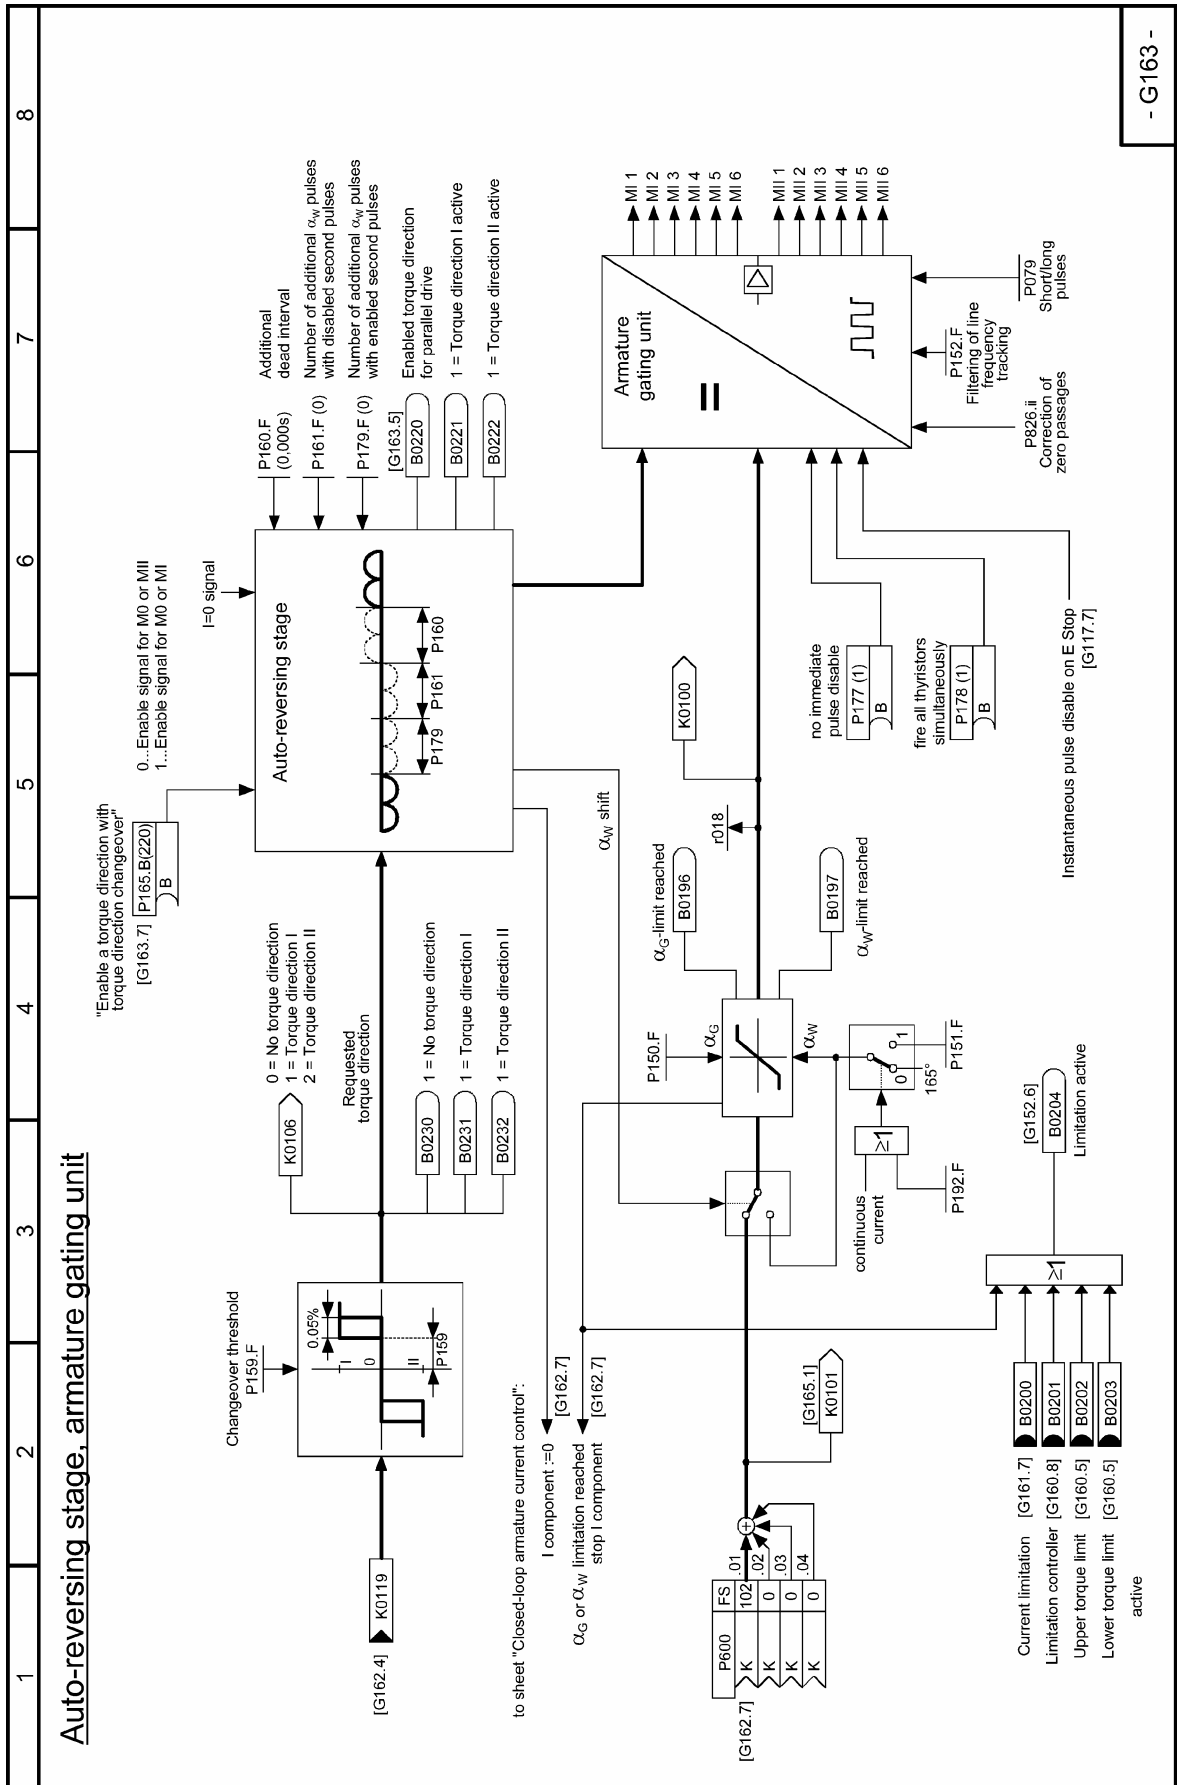 Auto-reversing stage, armature gating unit
1
2
3
4
5
6
7
8
- G163 -
[G162.4]
K0119
Changeover threshold
P159.F
0.05%
I
0
II
P159
K0106
0 = No torque direction
1 = Torque direction I
2 = Torque direction II
Requested
torque direction
B0230
1 = No torque direction
B0231
1 = Torque direction I
B0232
1 = Torque direction II
"Enable a torque direction with
torque direction changeover"
[G163.7]
P165.B(220)
B
0...Enable signal for M0 or MII
1...Enable signal for M0 or MI
I=0 signal
Auto-reversing stage
P179
P161
P160
P160.F
(0,000s)
Additional
dead interval
P161.F (0)
Number of additional αW pulses
with disabled second pulses
P179.F (0)
Number of additional αW pulses
with enabled second pulses
[G163.5]
B0220
Enabled torque direction
for parallel drive
B0221
1 = Torque direction I active
B0222
1 = Torque direction II active
to sheet "Closed-loop armature current control":
I component :=0
[G162.7]
αG or αW limitation reached
stop I component
[G162.7]
αW shift
P600
FS
K
102
.01
K
0
.02
K
0
.03
K
0
.04
[G162.7]
+
[G165.1]
K0101
P150.F
αG
αW
αG-limit reached
B0196
B0197
αW-limit reached
r018
K0100
continuous
current
P192.F
≥1
0
1
165°
P151.F
Current limitation
[G161.7]
B0200
Limitation controller
[G160.8]
B0201
Upper torque limit
[G160.5]
B0202
Lower torque limit
[G160.5]
B0203
active
≥1
[G152.6]
B0204
Limitation active
no immediate
pulse disable
P177 (1)
B
fire all thyristors
simultaneously
P178 (1)
B
Instantaneous pulse disable on E Stop
[G117.7]
Armature
gating unit
=
MI 1
MI 2
MI 3
MI 4
MI 5
MI 6
MII 1
MII 2
MII 3
MII 4
MII 5
MII 6
P826.ii
Correction of
zero passages
P152.F
Filtering of line
frequency
tracking
P079
Short/long
pulses